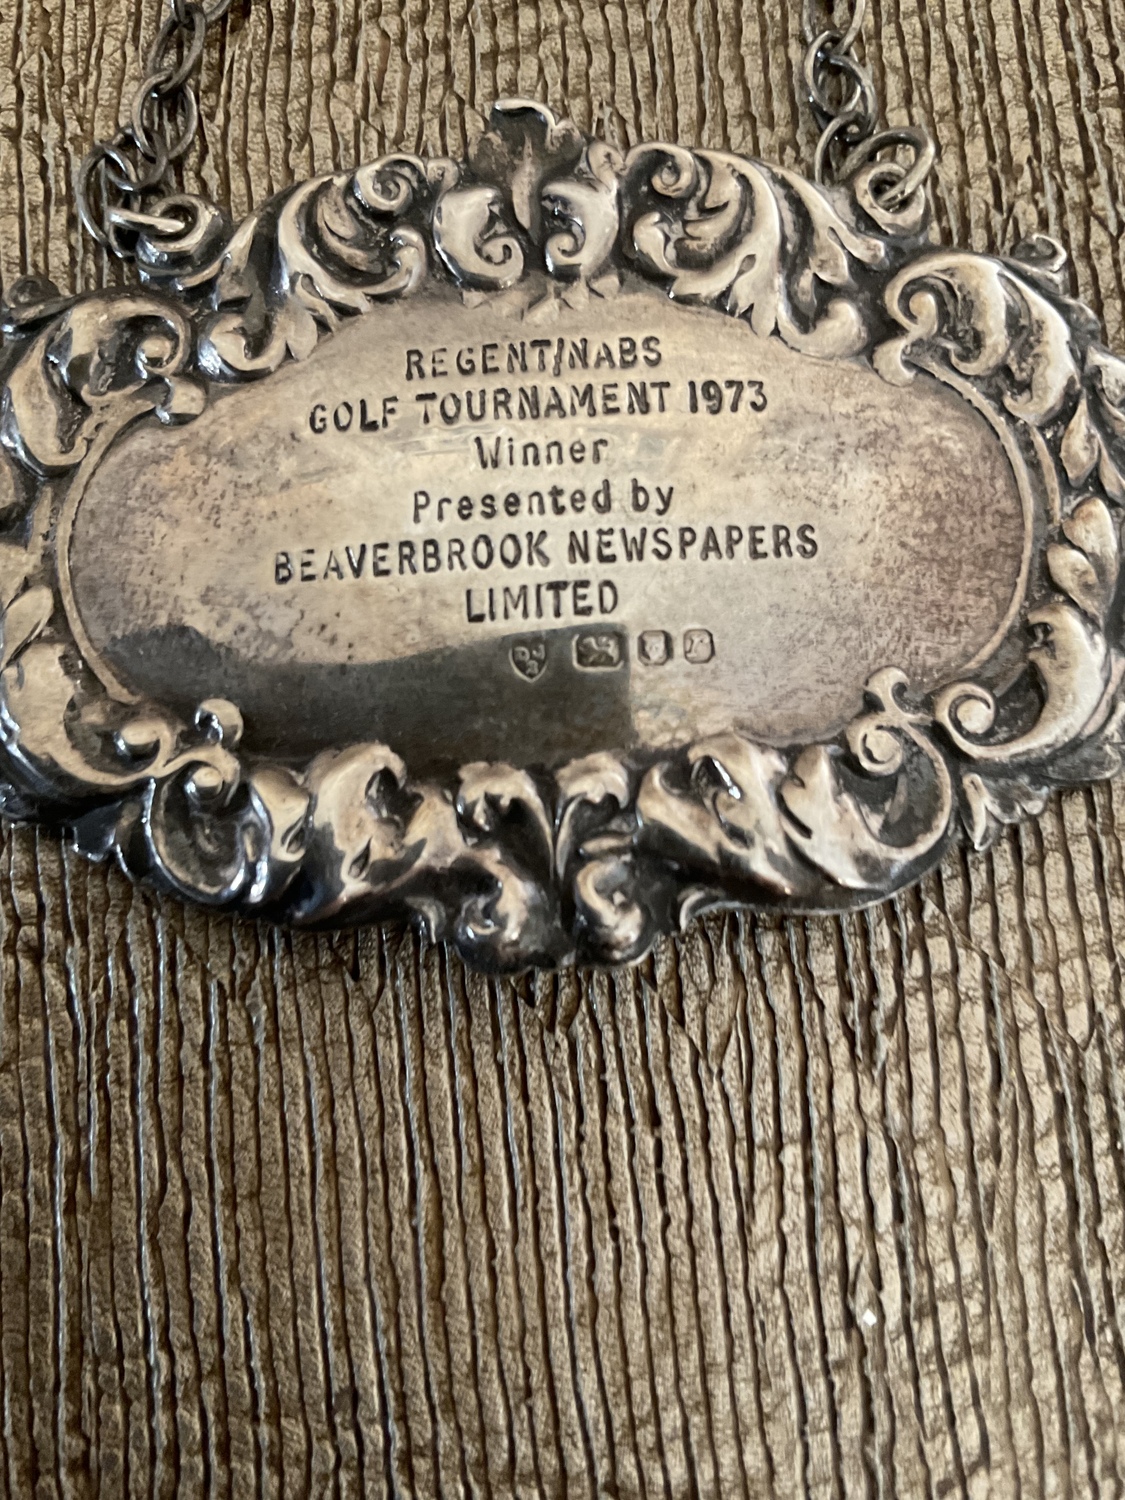 REGENT/NABS
GOLF TOURNAMENT 1973
Winner
Presented by
BEAVERBROOK NEWSPAPERS
LIMITED